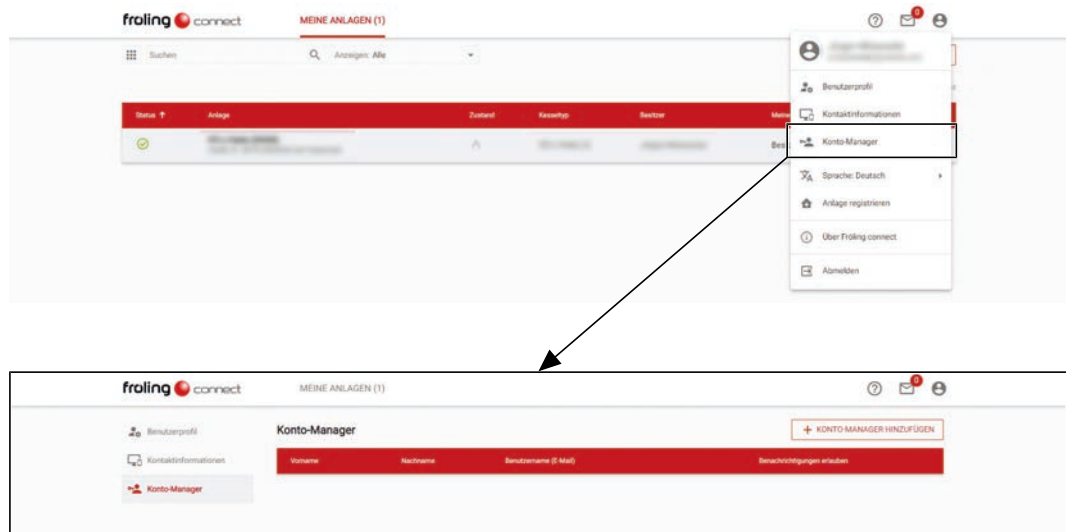 froling connect
MEINE ANLAGEN (1)
0
Suchen
Anzeigen: Alle
Benutzerprofil
Kontaktinformationen
Konto-Manager
Sprache: Deutsch
Anlage registrieren
Über Fröling connect
Abmelden
Status
Anlage
Zustand
Kesseltyp
Besitzer
froling connect
MEINE ANLAGEN (1)
0
Benutzerprofil
Kontaktinformationen
Konto-Manager
Konto-Manager
+ KONTO-MANAGER HINZUFÜGEN
Vorname
Nachname
Benutzername (E-Mail)
Benachrichtigungen erlauben